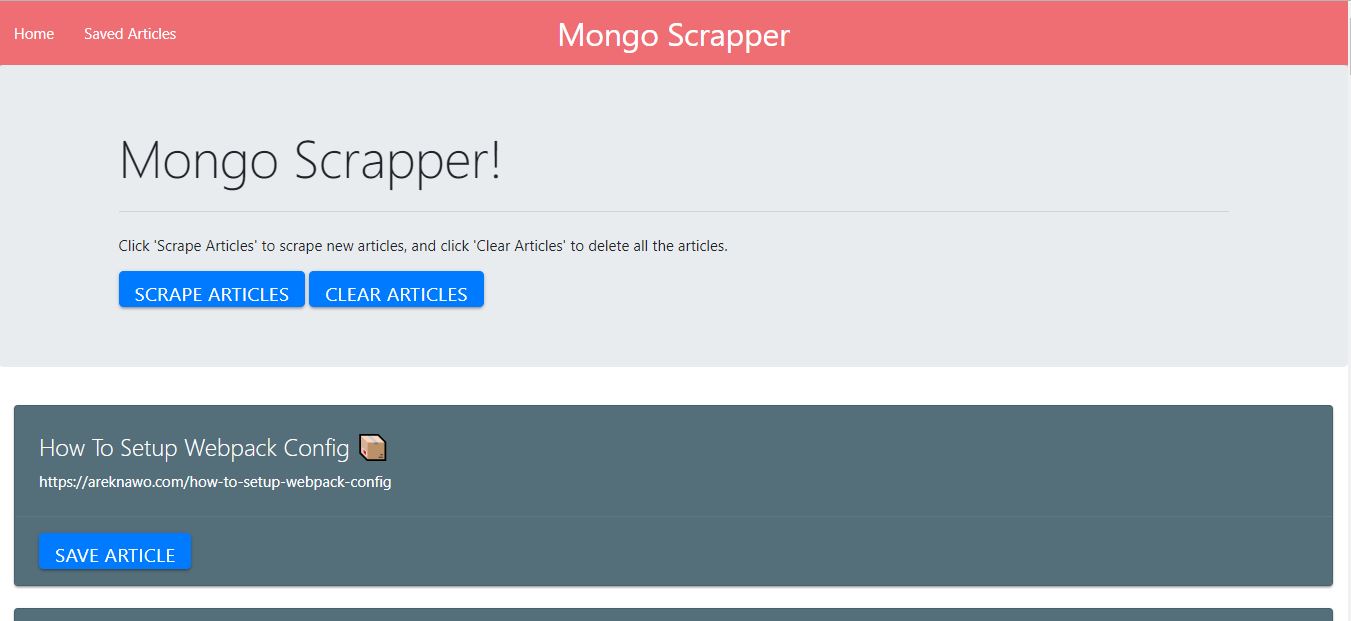 Home Saved Articles Mongo Scrapper
Mongo Scrapper!
Click 'Scrape Articles' to scrape new articles, and click 'Clear Articles' to delete all the articles.
SCRAPE ARTICLES CLEAR ARTICLES
How To Setup Webpack Config 📦
https://areknawo.com/how-to-setup-webpack-config
SAVE ARTICLE